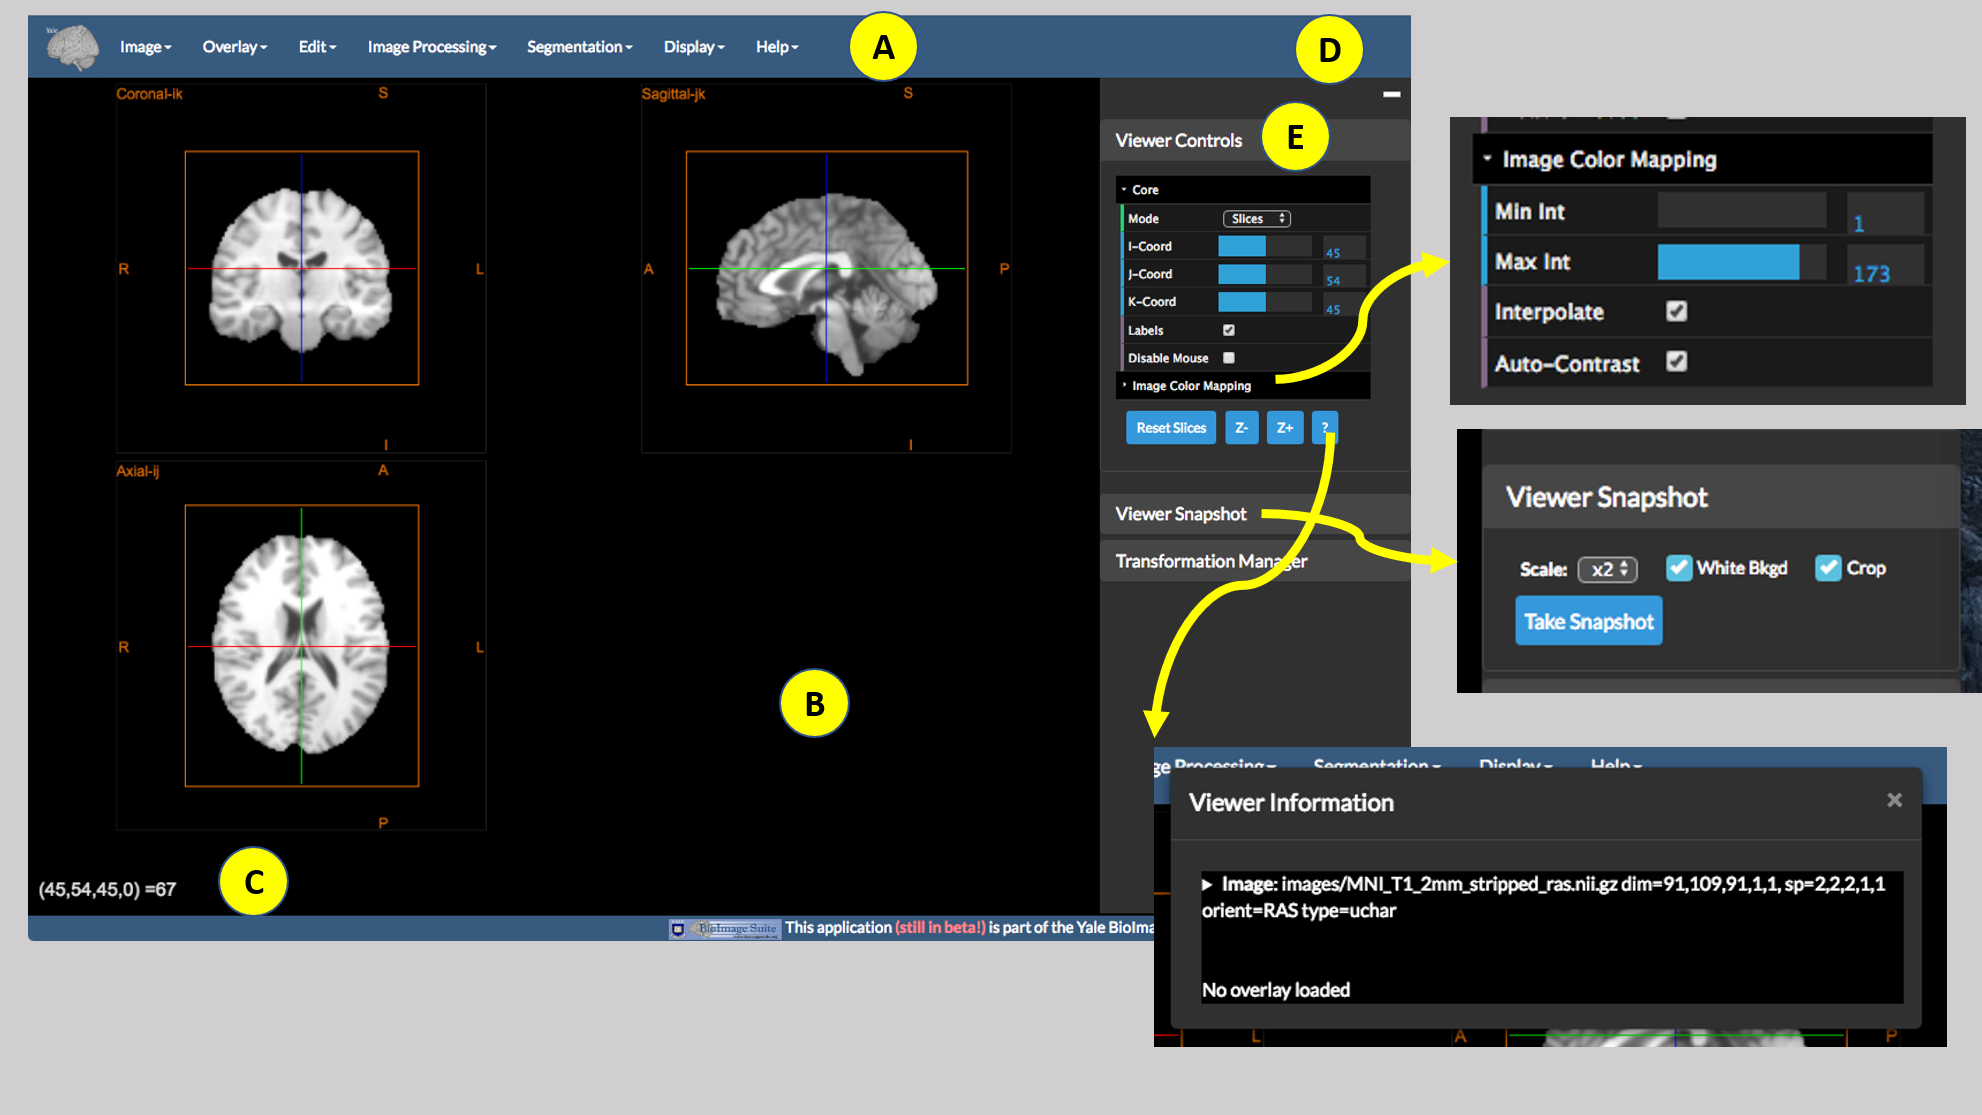 Yale
Image
Overlay
Edit
Image Processing
Segmentation
Display
Help
A
D
Coronal-ik
S
R
L
I
Sagittal-jk
S
A
P
I
Axial-ij
A
R
L
P
B
(45,54,45,0) =67
C
E
Viewer Controls
Core
Mode Slices
I-Coord 45
J-Coord 54
K-Coord 45
Labels
Disable Mouse
Image Color Mapping
Reset Slices Z- Z+ ?
Viewer Snapshot
Transformation Manager
BioImage Suite This application (still in beta!) is part of the Yale BioIma
Image Color Mapping
Min Int 1
Max Int 173
Interpolate
Auto-Contrast
Viewer Snapshot
Scale: x2 White Bkgd Crop
Take Snapshot
ge Processing Segmentation Display Help
Viewer Information ×
Image: images/MNI_T1_2mm_stripped_ras.nii.gz dim=91,109,91,1,1, sp=2,2,2,1,1
orient=RAS type=uchar
No overlay loaded
L A P